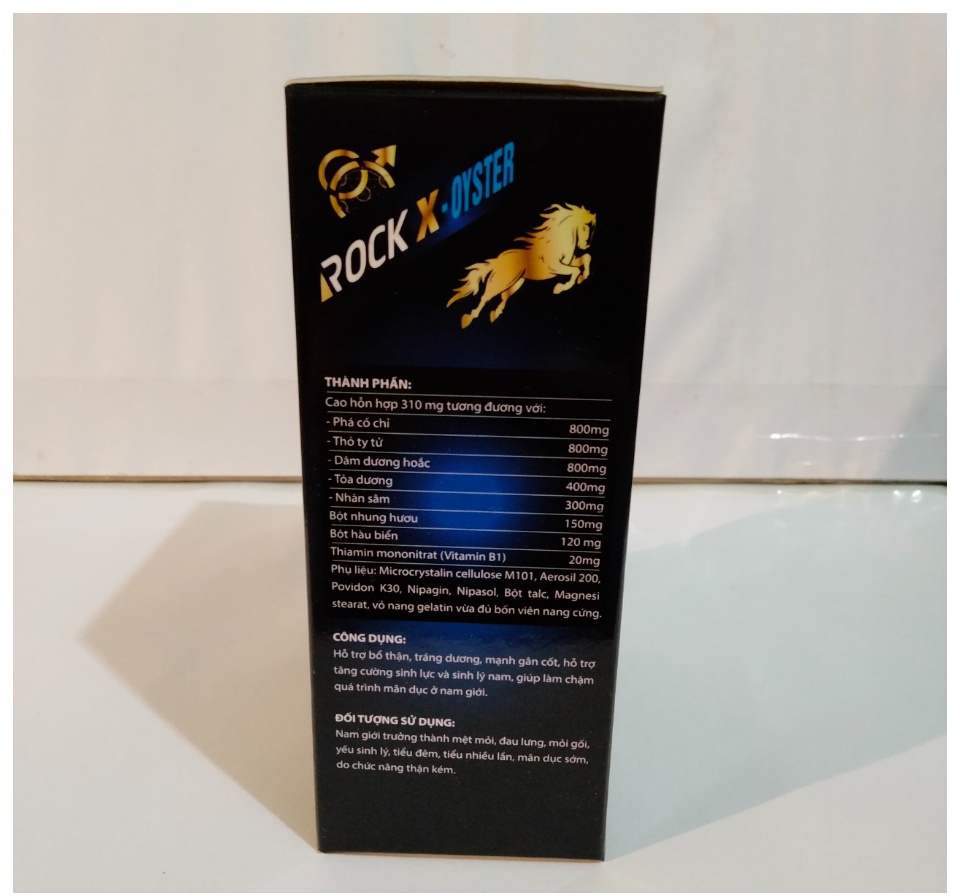 ROCK X-OYSTER
THÀNH PHẦN:
Cao hỗn hợp 310 mg tương đương với:
- Phá cố chỉ 800mg
- Thỏ ty tử 800mg
- Dâm dương hoắc 800mg
- Tỏa dương 400mg
- Nhân sâm 300mg
Bột nhung hươu 150mg
Bột hàu biển 120 mg
Thiamin mononitrat (Vitamin B1) 20mg
Phụ liệu: Microcrystalin cellulose M101, Aerosil 200,
Povidon K30, Nipagin, Nipasol, Bột talc, Magnesi
stearat, vỏ nang gelatin vừa đủ bốn viên nang cứng.
CÔNG DỤNG:
Hỗ trợ bổ thận, tráng dương, mạnh gân cốt, hỗ trợ
tăng cường sinh lực và sinh lý nam, giúp làm chậm
quá trình mãn dục ở nam giới.
ĐỐI TƯỢNG SỬ DỤNG:
Nam giới trưởng thành mệt mỏi, đau lưng, mỏi gối,
yếu sinh lý, tiểu đêm, tiểu nhiều lần, mãn dục sớm,
do chức năng thận kém.